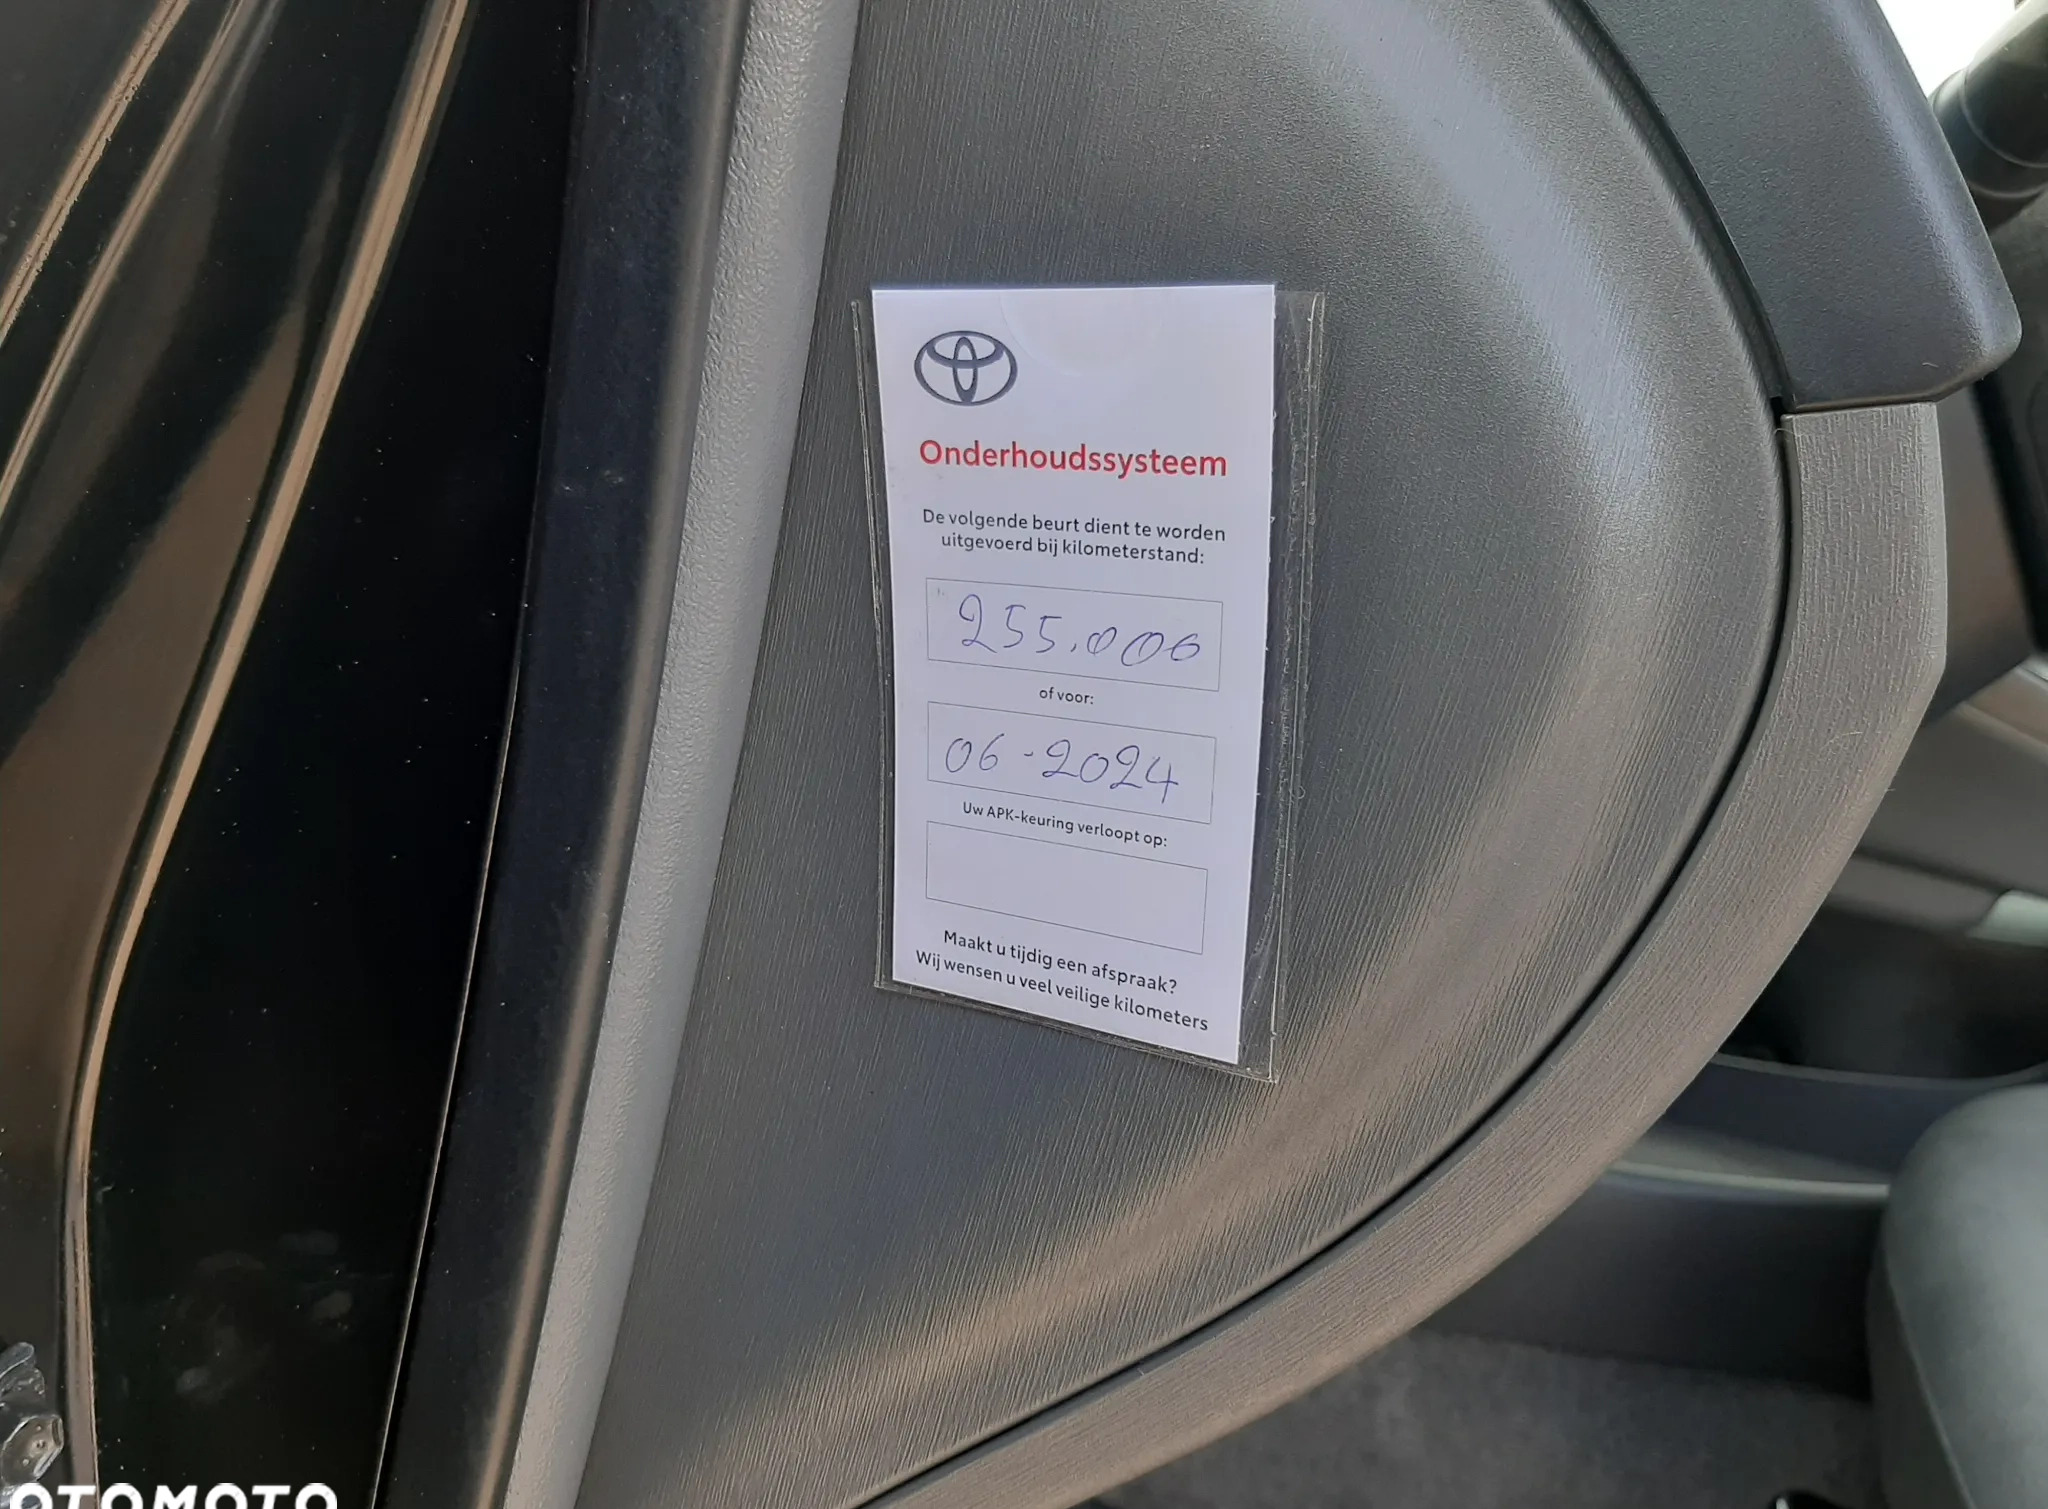 Onderhoudssysteem
De volgende beurt dient te worden
uitgevoerd bij kilometerstand:
255.000
of voor:
06-2024
Uw APK-keuring verloopt op:
Maakt u tijdig een afspraak?
Wij wensen u veel veilige kilometers
OTOMOTO